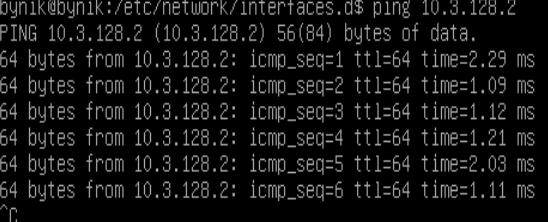 bynik@bynik:/etc/network/interfaces.d$ ping 10.3.128.2
PING 10.3.128.2 (10.3.128.2) 56(84) bytes of data.
64 bytes from 10.3.128.2: icmp_seq=1 ttl=64 time=2.29 ms
64 bytes from 10.3.128.2: icmp_seq=2 ttl=64 time=1.09 ms
64 bytes from 10.3.128.2: icmp_seq=3 ttl=64 time=1.12 ms
64 bytes from 10.3.128.2: icmp_seq=4 ttl=64 time=1.21 ms
64 bytes from 10.3.128.2: icmp_seq=5 ttl=64 time=2.03 ms
64 bytes from 10.3.128.2: icmp_seq=6 ttl=64 time=1.11 ms
^C